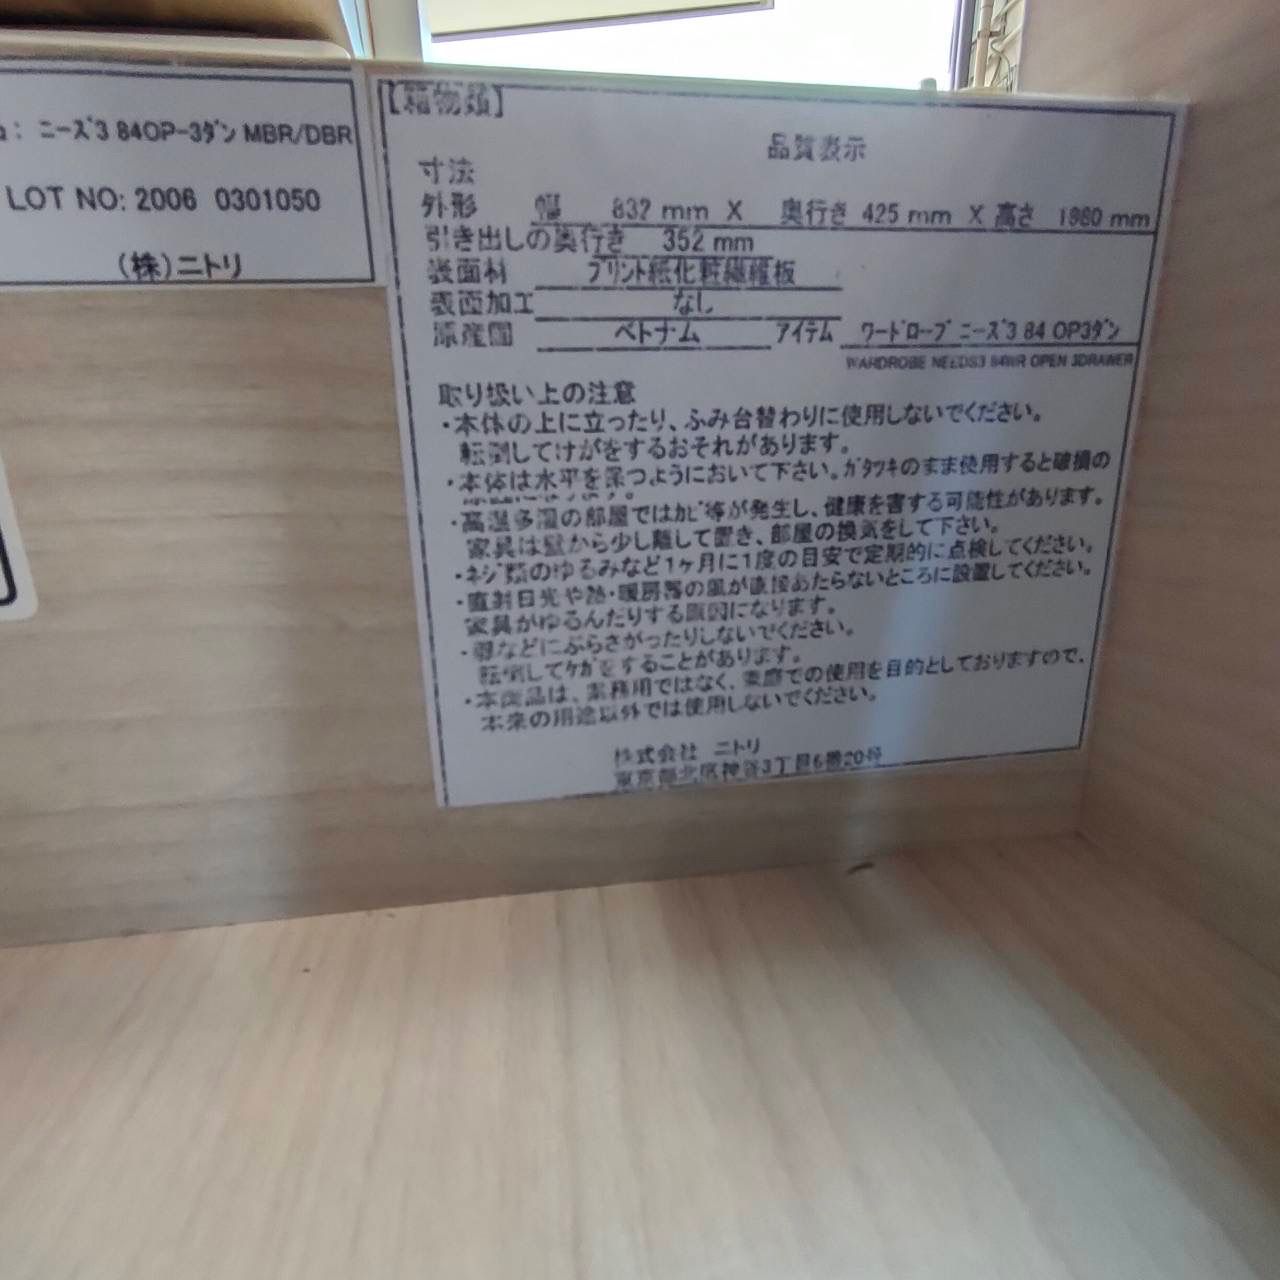 : ニーズ3 84OP-3ダン MBR/DBR
LOT NO: 2006 0301050
(株)ニトリ
【箱物類】
品質表示
寸法
外形 幅 832 mm X 奥行き 425 mm X 高さ 1980 mm
引き出しの奥行き 352 mm
表面材 プリント紙化粧繊維板
表面加工 なし
原産国 ベトナム アイテム ワードローブ ニーズ3 84 OP3ダン
WARDROBE NEEDS3 84WR OPEN 3DRAWER
取り扱い上の注意
・本体の上に立ったり、ふみ台替わりに使用しないでください。
転倒してけがをするおそれがあります。
・本体は水平を保つようにおいて下さい。ガタツキのまま使用すると破損の
・高温多湿の部屋ではカビ等が発生し、健康を害する可能性があります。
家具は壁から少し離して置き、部屋の換気をして下さい。
・ネジ類のゆるみなど1ヶ月に1度の目安で定期的に点検してください。
・直射日光や熱・暖房器の風が直接あたらないところに設置してください。
家具がゆるんだりする原因になります。
・扉などにぶらさがったりしないでください。
転倒してケガをすることがあります。
・本商品は、業務用ではなく、家庭での使用を目的としておりますので、
本来の用途以外では使用しないでください。
株式会社 ニトリ
東京都北区神谷3丁目6番20号